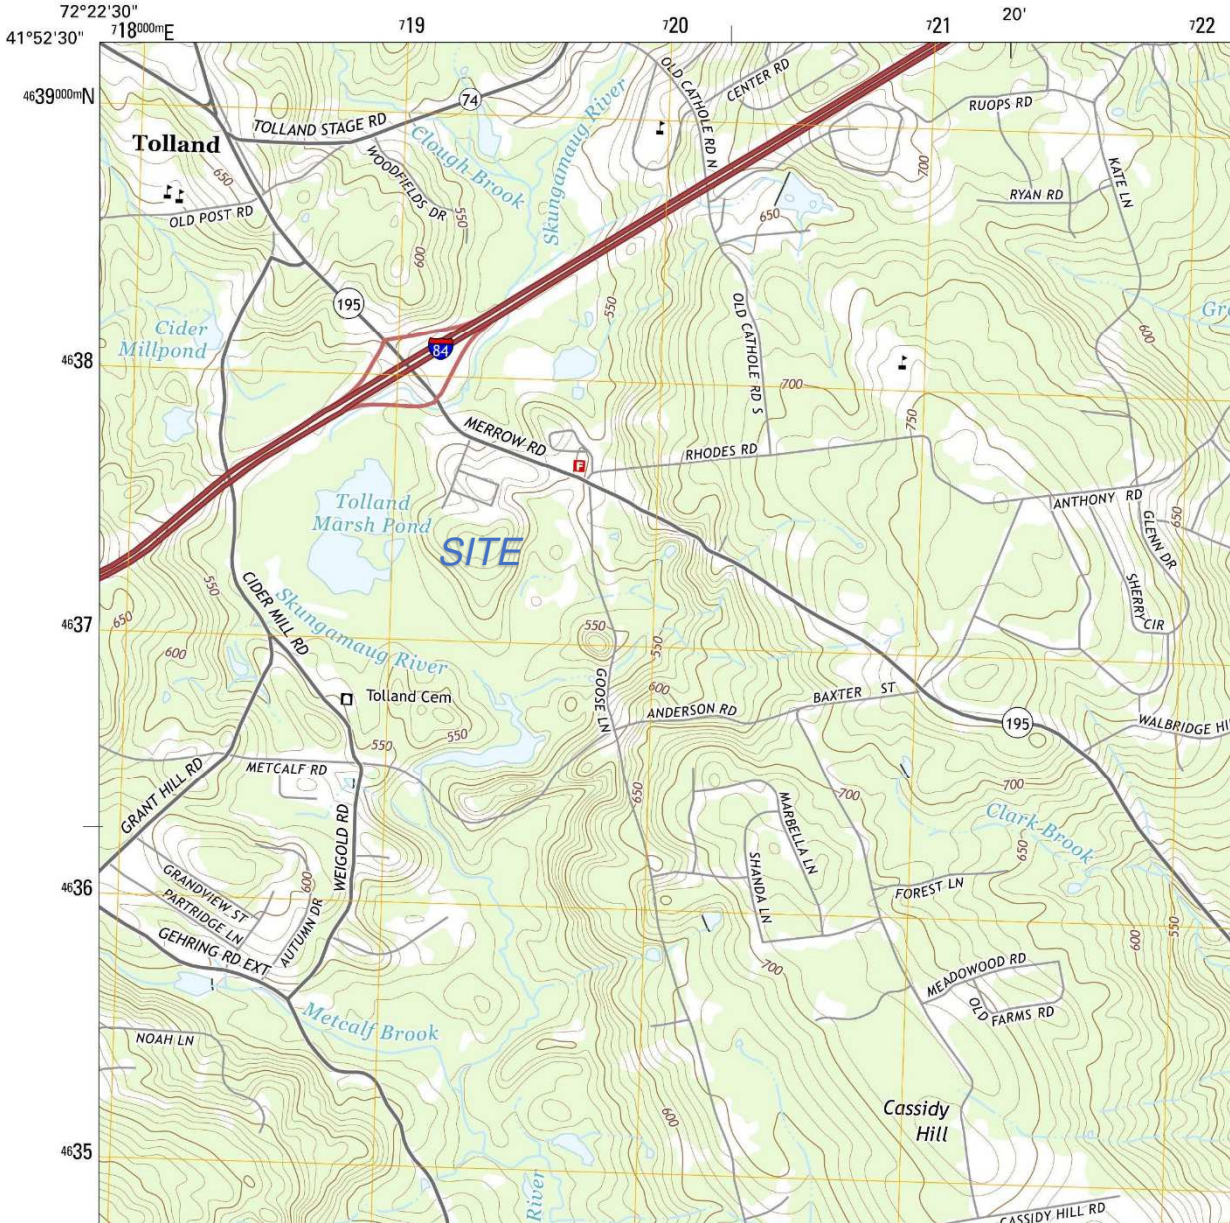 72°22'30"
⁷18⁰⁰⁰ᵐE
⁷19
⁷20
⁷21
20'
⁷22
41°52'30"
⁴⁶39⁰⁰⁰ᵐN
74
TOLLAND STAGE RD
Tolland
OLD CATHOLE RD N
CENTER RD
RUOPS RD
KATE LN
RYAN RD
Clough Brook
Skungamaug River
WOODFIELDS DR
OLD POST RD
650
550
600
650
700
195
Cider
Millpond
550
OLD CATHOLE RD S
600
Gr
⁴⁶38
84
700
750
MERROW RD
F
RHODES RD
ANTHONY RD
GLENN DR
650
SHERRY CIR
Tolland
Marsh Pond
SITE
550
CIDER MILL RD
Skungamaug River
⁴⁶37
650
600
550
550
GOOSE LN
600
Tolland Cem
ANDERSON RD
BAXTER ST
195
WALBRIDGE HI
550
550
METCALF RD
GRANT HILL RD
WEIGOLD RD
650
MARBELLA LN
SHANDA LN
700
700
Clark Brook
650
FOREST LN
⁴⁶36
600
GRANDVIEW ST
PARTRIDGE LN
AUTUMN DR
GEHRING RD EXT
700
MEADOWOOD RD
OLD FARMS RD
600
550
Metcalf Brook
NOAH LN
600
Cassidy
Hill
⁴⁶35
River
CASSIDY HILL RD